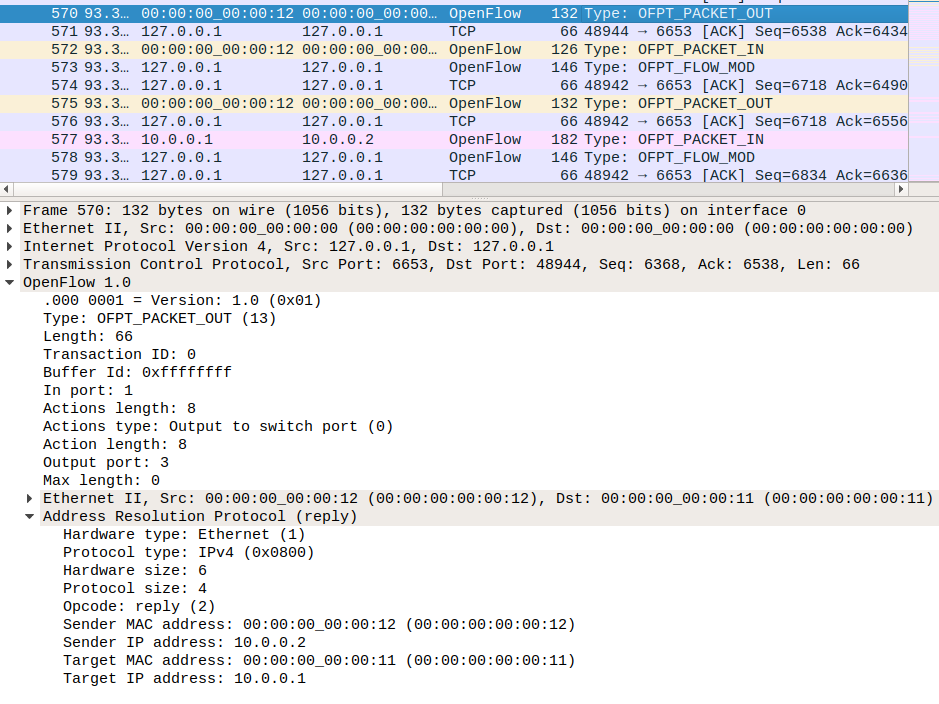 570 93.3… 00:00:00_00:00:12 00:00:00_00:00… OpenFlow 132 Type: OFPT_PACKET_OUT
571 93.3… 127.0.0.1 127.0.0.1 TCP 66 48944 → 6653 [ACK] Seq=6538 Ack=6434
572 93.3… 00:00:00_00:00:12 00:00:00_00:00… OpenFlow 126 Type: OFPT_PACKET_IN
573 93.3… 127.0.0.1 127.0.0.1 OpenFlow 146 Type: OFPT_FLOW_MOD
574 93.3… 127.0.0.1 127.0.0.1 TCP 66 48942 → 6653 [ACK] Seq=6718 Ack=6490
575 93.3… 00:00:00_00:00:12 00:00:00_00:00… OpenFlow 132 Type: OFPT_PACKET_OUT
576 93.3… 127.0.0.1 127.0.0.1 TCP 66 48942 → 6653 [ACK] Seq=6718 Ack=6556
577 93.3… 10.0.0.1 10.0.0.2 OpenFlow 182 Type: OFPT_PACKET_IN
578 93.3… 127.0.0.1 127.0.0.1 OpenFlow 146 Type: OFPT_FLOW_MOD
579 93.3… 127.0.0.1 127.0.0.1 TCP 66 48942 → 6653 [ACK] Seq=6834 Ack=6636
Frame 570: 132 bytes on wire (1056 bits), 132 bytes captured (1056 bits) on interface 0
Ethernet II, Src: 00:00:00_00:00:00 (00:00:00:00:00:00), Dst: 00:00:00_00:00:00 (00:00:00:00:00:00)
Internet Protocol Version 4, Src: 127.0.0.1, Dst: 127.0.0.1
Transmission Control Protocol, Src Port: 6653, Dst Port: 48944, Seq: 6368, Ack: 6538, Len: 66
OpenFlow 1.0
.000 0001 = Version: 1.0 (0x01)
Type: OFPT_PACKET_OUT (13)
Length: 66
Transaction ID: 0
Buffer Id: 0xffffffff
In port: 1
Actions length: 8
Actions type: Output to switch port (0)
Action length: 8
Output port: 3
Max length: 0
Ethernet II, Src: 00:00:00_00:00:12 (00:00:00:00:00:12), Dst: 00:00:00_00:00:11 (00:00:00:00:00:11)
Address Resolution Protocol (reply)
Hardware type: Ethernet (1)
Protocol type: IPv4 (0x0800)
Hardware size: 6
Protocol size: 4
Opcode: reply (2)
Sender MAC address: 00:00:00_00:00:12 (00:00:00:00:00:12)
Sender IP address: 10.0.0.2
Target MAC address: 00:00:00_00:00:11 (00:00:00:00:00:11)
Target IP address: 10.0.0.1